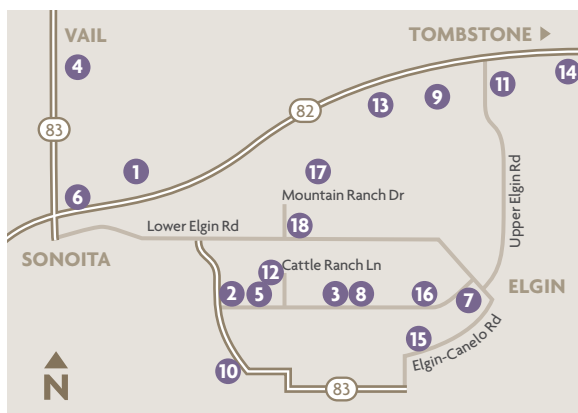 VAIL
TOMBSTONE ▶
4
14
11
9
13
83
82
1
17
6
Mountain Ranch Dr
Upper Elgin Rd
Lower Elgin Rd
18
SONOITA
Cattle Ranch Ln
12
ELGIN
2
5
3
8
16
7
15
Elgin-Canelo Rd
10
N
83